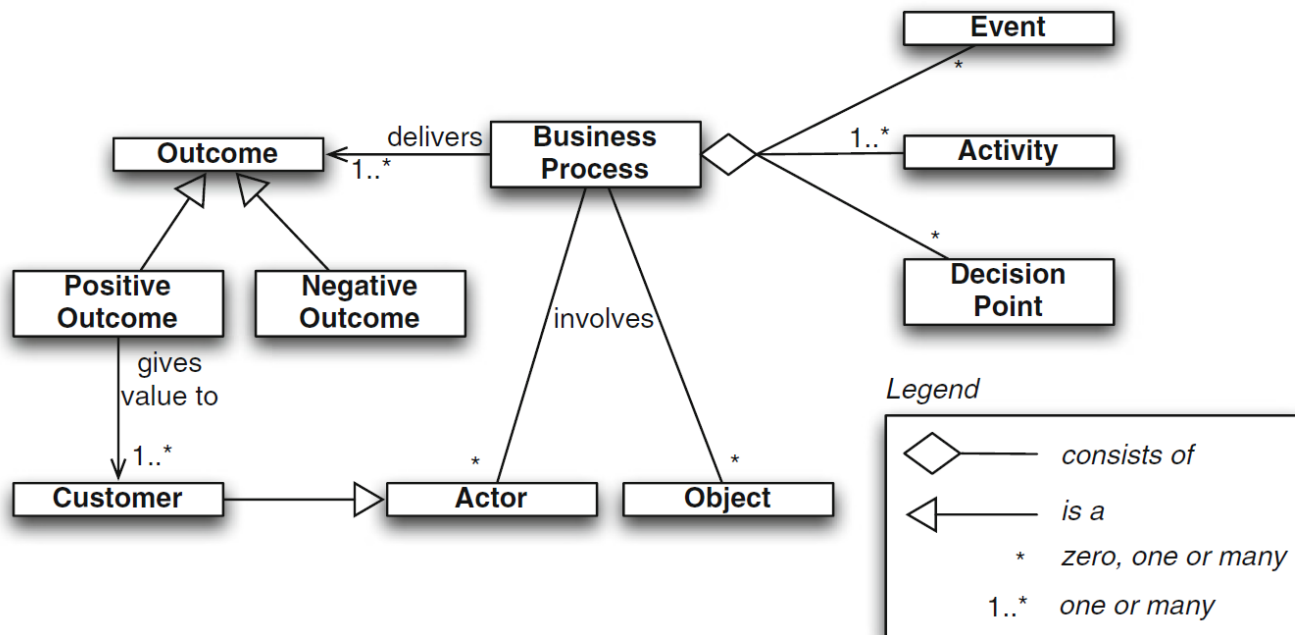 Event
*
delivers
Business
Process
1..*
Activity
Outcome
1..*
*
Positive
Outcome
Negative
Outcome
Decision
Point
involves
gives
value to
Legend
1..*
*
*
consists of
Customer
Actor
Object
is a
* zero, one or many
1..* one or many